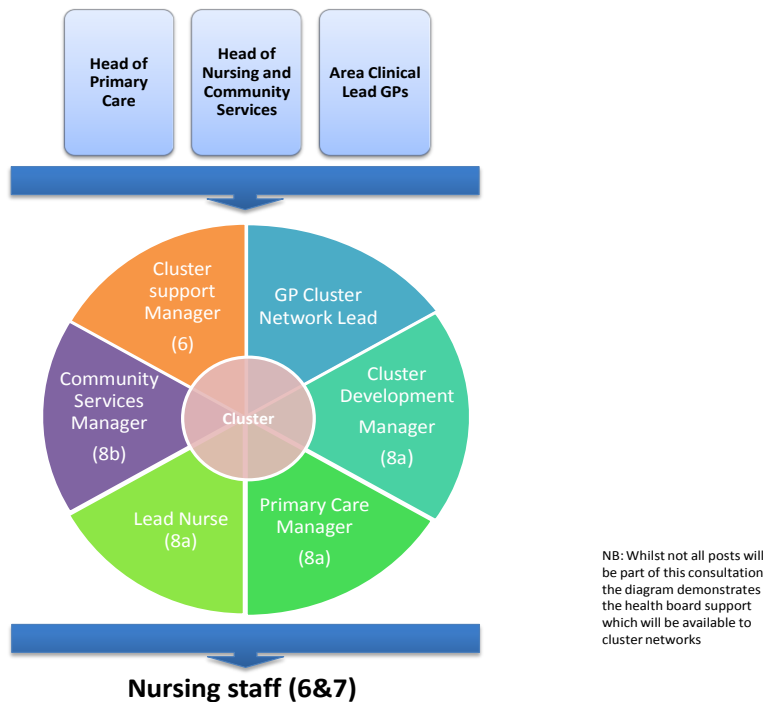 Head of
Primary
Care
Head of
Nursing and
Community
Services
Area Clinical
Lead GPs
Cluster
support
Manager
(6)
GP Cluster
Network Lead
Community
Services
Manager
(8b)
Cluster
Development
Manager
(8a)
Cluster
Lead Nurse
(8a)
Primary Care
Manager
(8a)
NB: Whilst not all posts will
be part of this consultation
the diagram demonstrates
the health board support
which will be available to
cluster networks
Nursing staff (6&7)